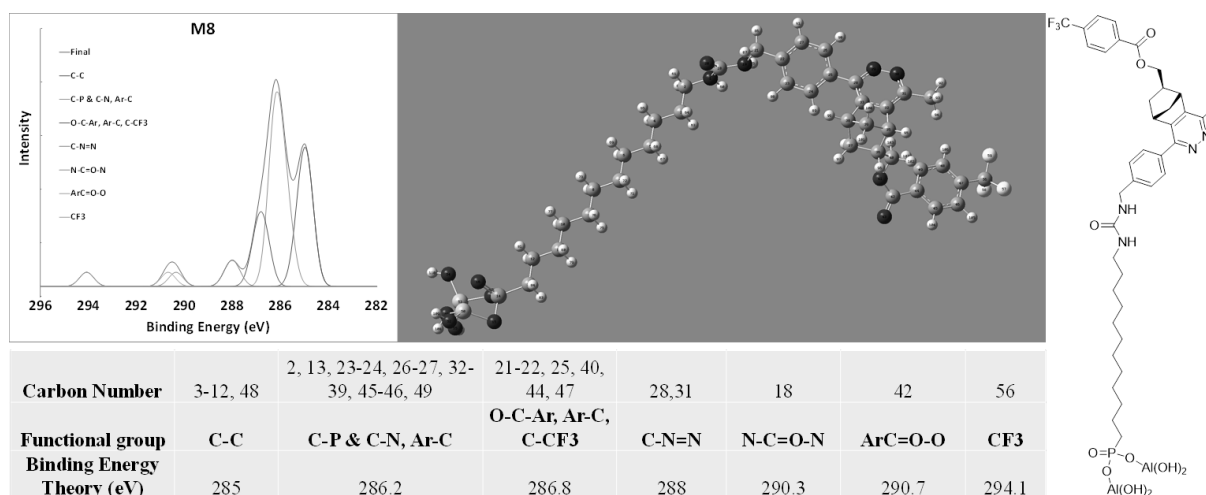 M8
Final
C-C
C-P & C-N, Ar-C
O-C-Ar, Ar-C, C-CF3
C-N=N
N-C=O-N
ArC=O-O
CF3
Intensity
296 294 292 290 288 286 284 282
Binding Energy (eV)
F3C
O
O
N
N
NH
O
NH
O
P
O
O
Al(OH)2
Al(OH)2
Carbon Number
3-12, 48
2, 13, 23-24, 26-27, 32-
39, 45-46, 49
21-22, 25, 40,
44, 47
28,31
18
42
56
Functional group
C-C
C-P & C-N, Ar-C
O-C-Ar, Ar-C,
C-CF3
C-N=N
N-C=O-N
ArC=O-O
CF3
Binding Energy
Theory (eV)
285
286.2
286.8
288
290.3
290.7
294.1